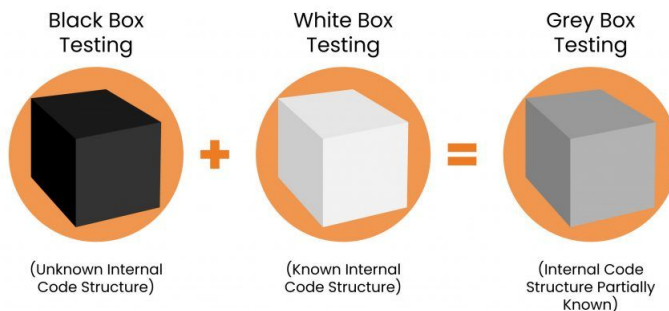 Black Box
Testing
White Box
Testing
Grey Box
Testing
+
=
(Unknown Internal
Code Structure)
(Known Internal
Code Structure)
(Internal Code
Structure Partially
Known)